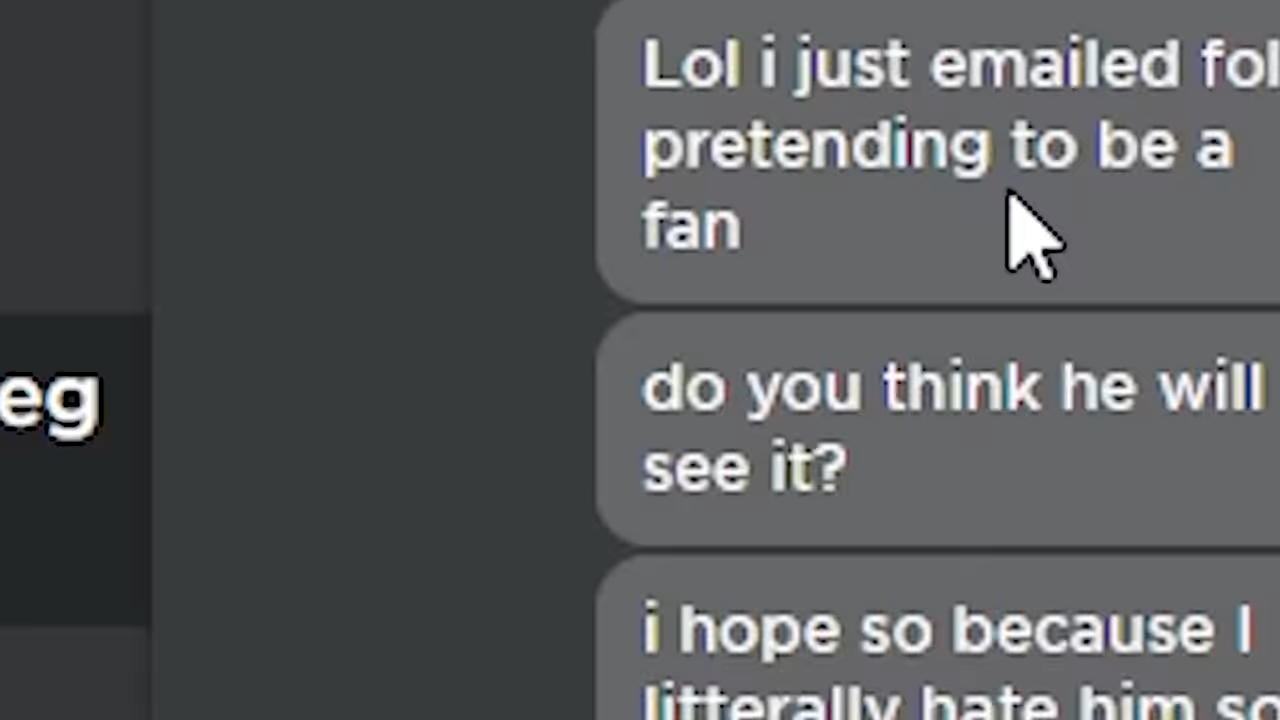 Lol i just emailed fol
pretending to be a
fan
eg
do you think he will
see it?
i hope so because I
litterally hate him so